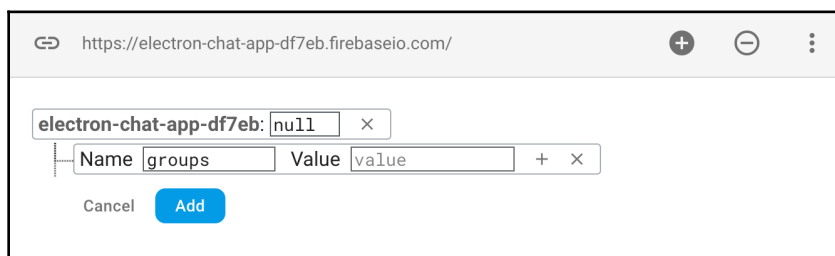 https://electron-chat-app-df7eb.firebaseio.com/
electron-chat-app-df7eb: null
Name groups Value value
Cancel Add